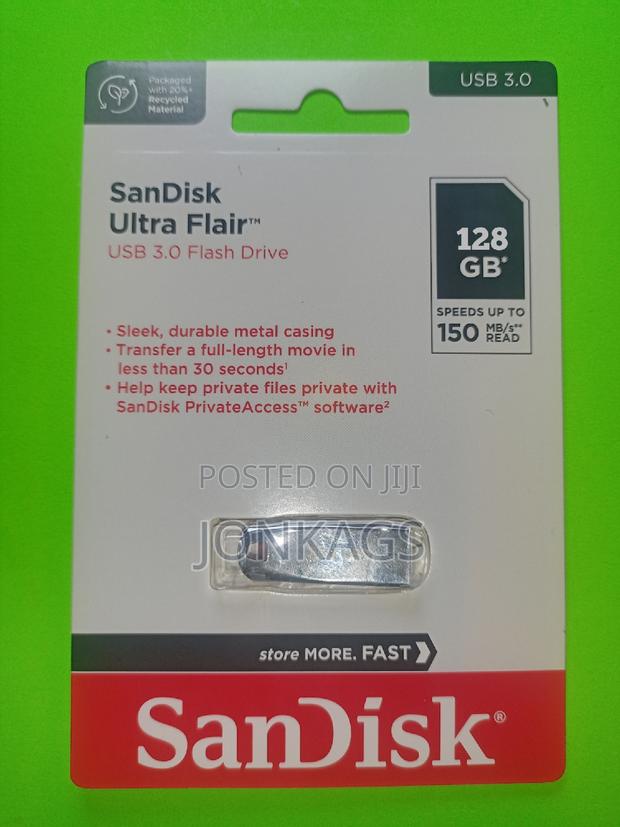 Packaged
with 20%+
Recycled
Material
USB 3.0
SanDisk
Ultra Flair™
USB 3.0 Flash Drive
128
GB*
SPEEDS UP TO
150 MB/s**
READ
• Sleek, durable metal casing
• Transfer a full-length movie in
less than 30 seconds¹
• Help keep private files private with
SanDisk PrivateAccess™ software²
POSTED ON JIJI
JONKAGS
store MORE. FAST
SanDisk®